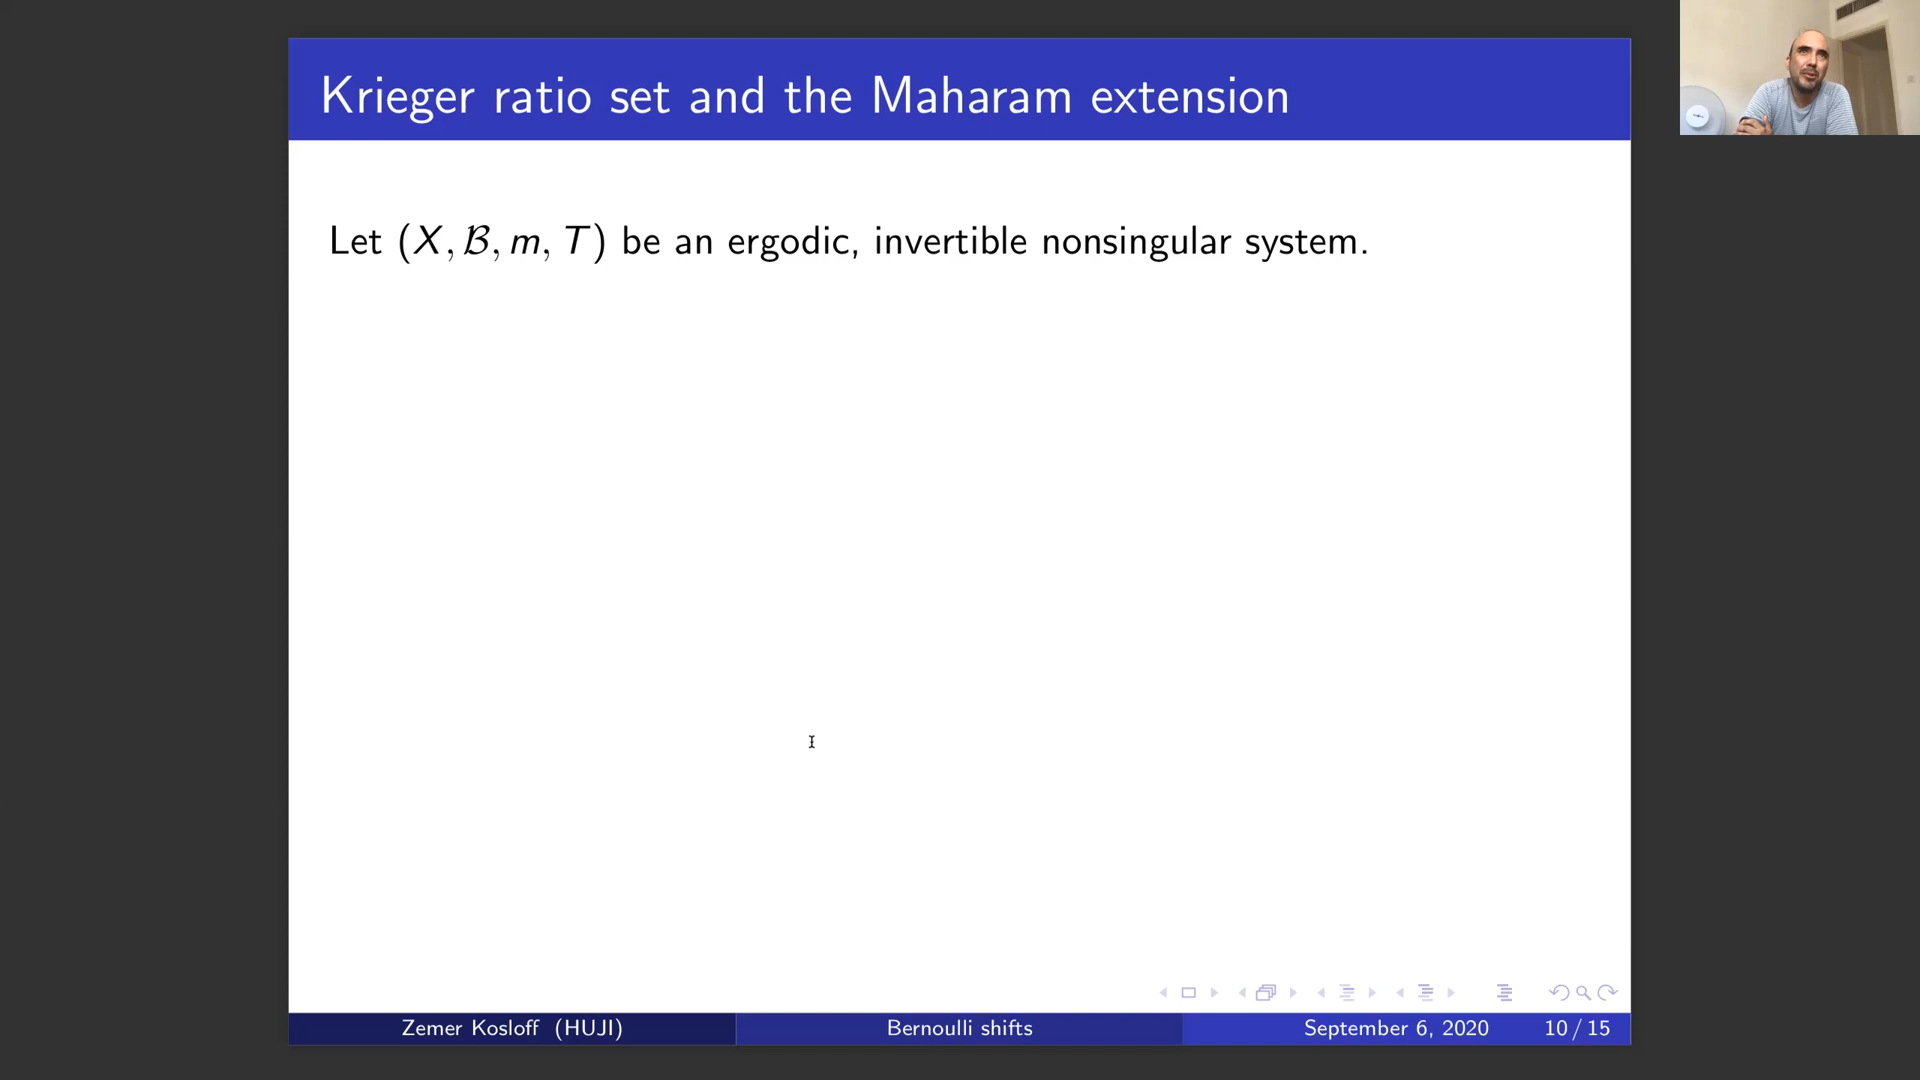 Krieger ratio set and the Maharam extension
Let (X, ℬ, m, T) be an ergodic, invertible nonsingular system.
Zemer Kosloff (HUJI) Bernoulli shifts September 6, 2020 10 / 15